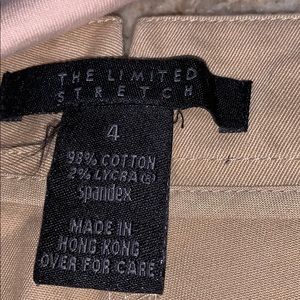 THE LIMITED
STRETCH
4
98% COTTON
2% LYCRA®
spandex
MADE IN
HONG KONG
OVER FOR CARE